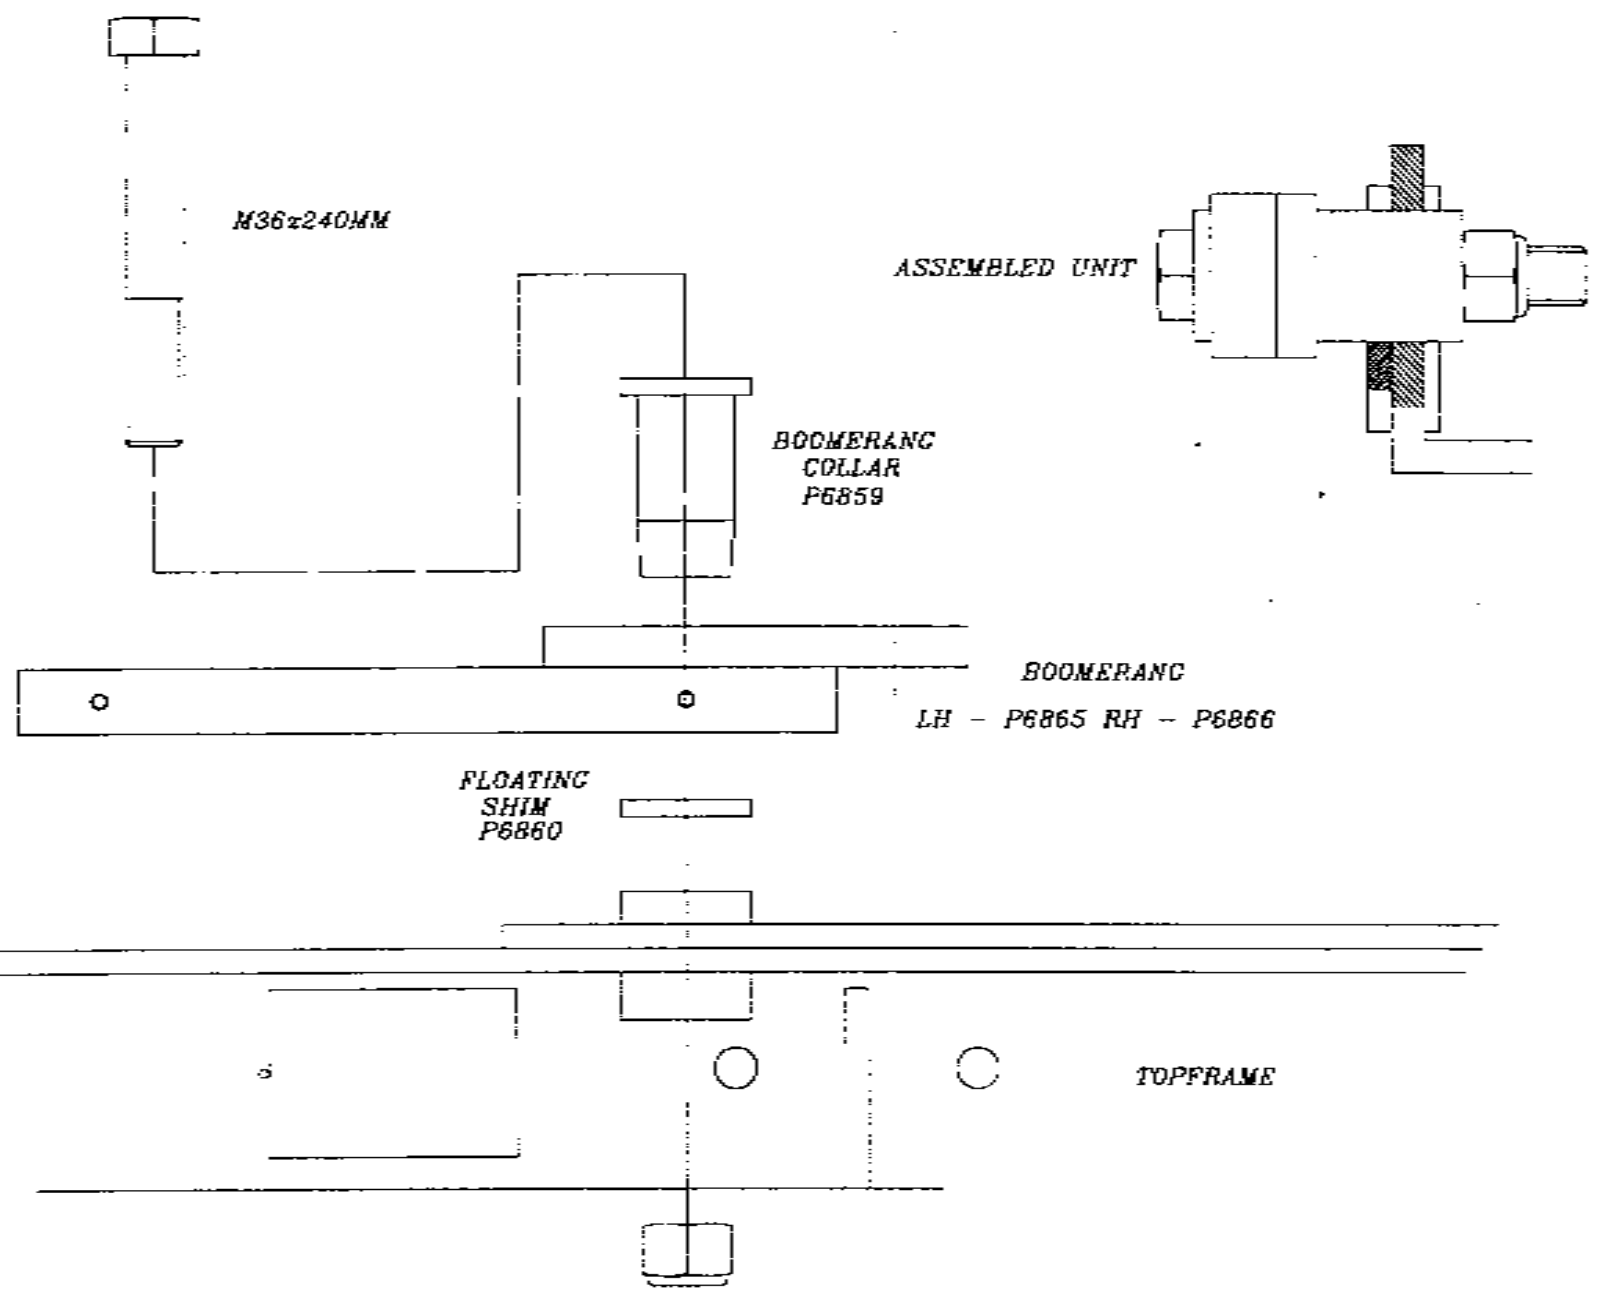 M36x240MM
ASSEMBLED UNIT
BOOMERANG
COLLAR
P6859
BOOMERANG
LH - P6865 RH - P6866
FLOATING
SHIM
P6860
TOPFRAME